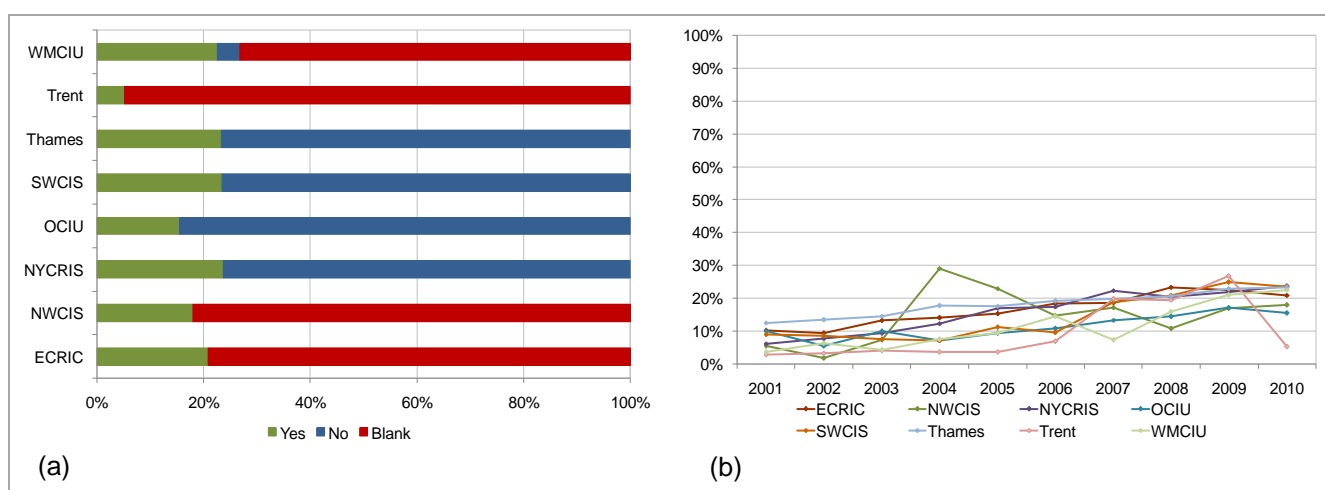 WMCIU
Trent
Thames
SWCIS
OCIU
NYCRIS
NWCIS
ECRIC
0% 20% 40% 60% 80% 100%
Yes No Blank
(a)
100%
90%
80%
70%
60%
50%
40%
30%
20%
10%
0%
2001 2002 2003 2004 2005 2006 2007 2008 2009 2010
ECRIC NWCIS NYCRIS OCIU
SWCIS Thames Trent WMCIU
(b)